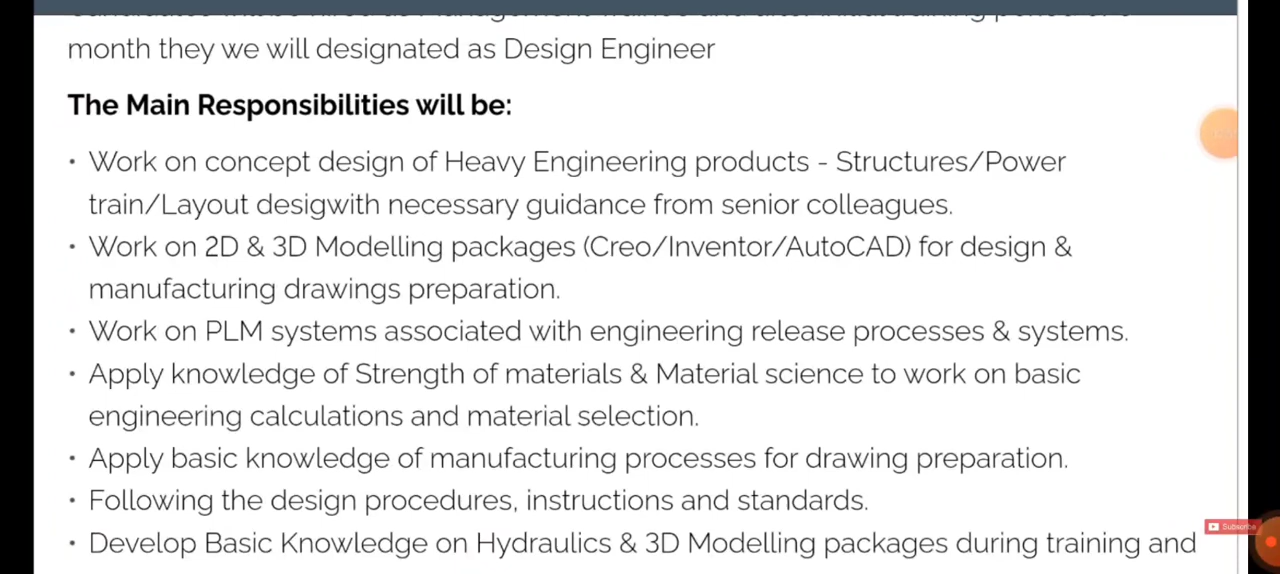 month they we will designated as Design Engineer
The Main Responsibilities will be:
• Work on concept design of Heavy Engineering products - Structures/Power
train/Layout desigwith necessary guidance from senior colleagues.
• Work on 2D & 3D Modelling packages (Creo/Inventor/AutoCAD) for design &
manufacturing drawings preparation.
• Work on PLM systems associated with engineering release processes & systems.
• Apply knowledge of Strength of materials & Material science to work on basic
engineering calculations and material selection.
• Apply basic knowledge of manufacturing processes for drawing preparation.
• Following the design procedures, instructions and standards.
Subscribe
• Develop Basic Knowledge on Hydraulics & 3D Modelling packages during training and